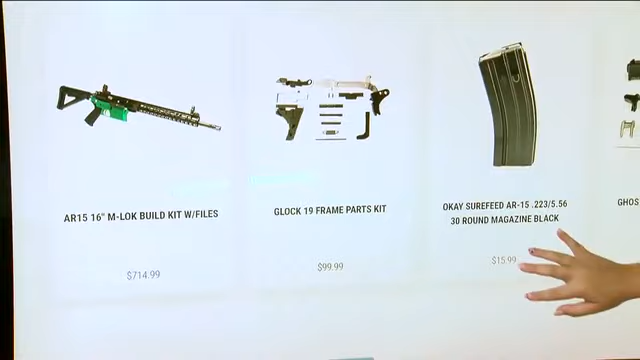 AR15 16" M-LOK BUILD KIT W/FILES
$714.99
GLOCK 19 FRAME PARTS KIT
$99.99
OKAY SUREFEED AR-15 .223/5.56
30 ROUND MAGAZINE BLACK
$15.99
GHOS